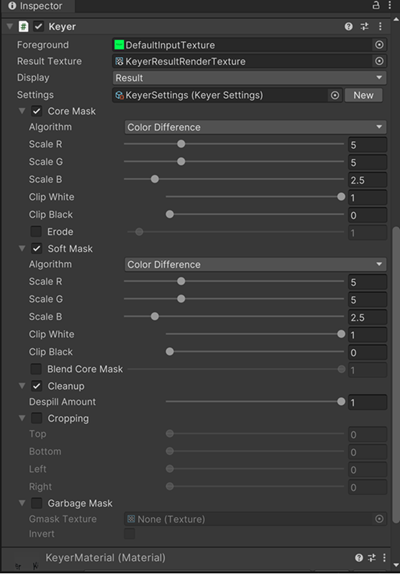 Inspector
Keyer
Foreground DefaultInputTexture
Result Texture KeyerResultRenderTexture
Display Result
Settings KeyerSettings (Keyer Settings) New
Core Mask
Algorithm Color Difference
Scale R 5
Scale G 5
Scale B 2.5
Clip White 1
Clip Black 0
Erode 1
Soft Mask
Algorithm Color Difference
Scale R 5
Scale G 5
Scale B 2.5
Clip White 1
Clip Black 0
Blend Core Mask 1
Cleanup
Despill Amount 1
Cropping
Top 0
Bottom 0
Left 0
Right 0
Garbage Mask
Gmask Texture None (Texture)
Invert
KeyerMaterial (Material)